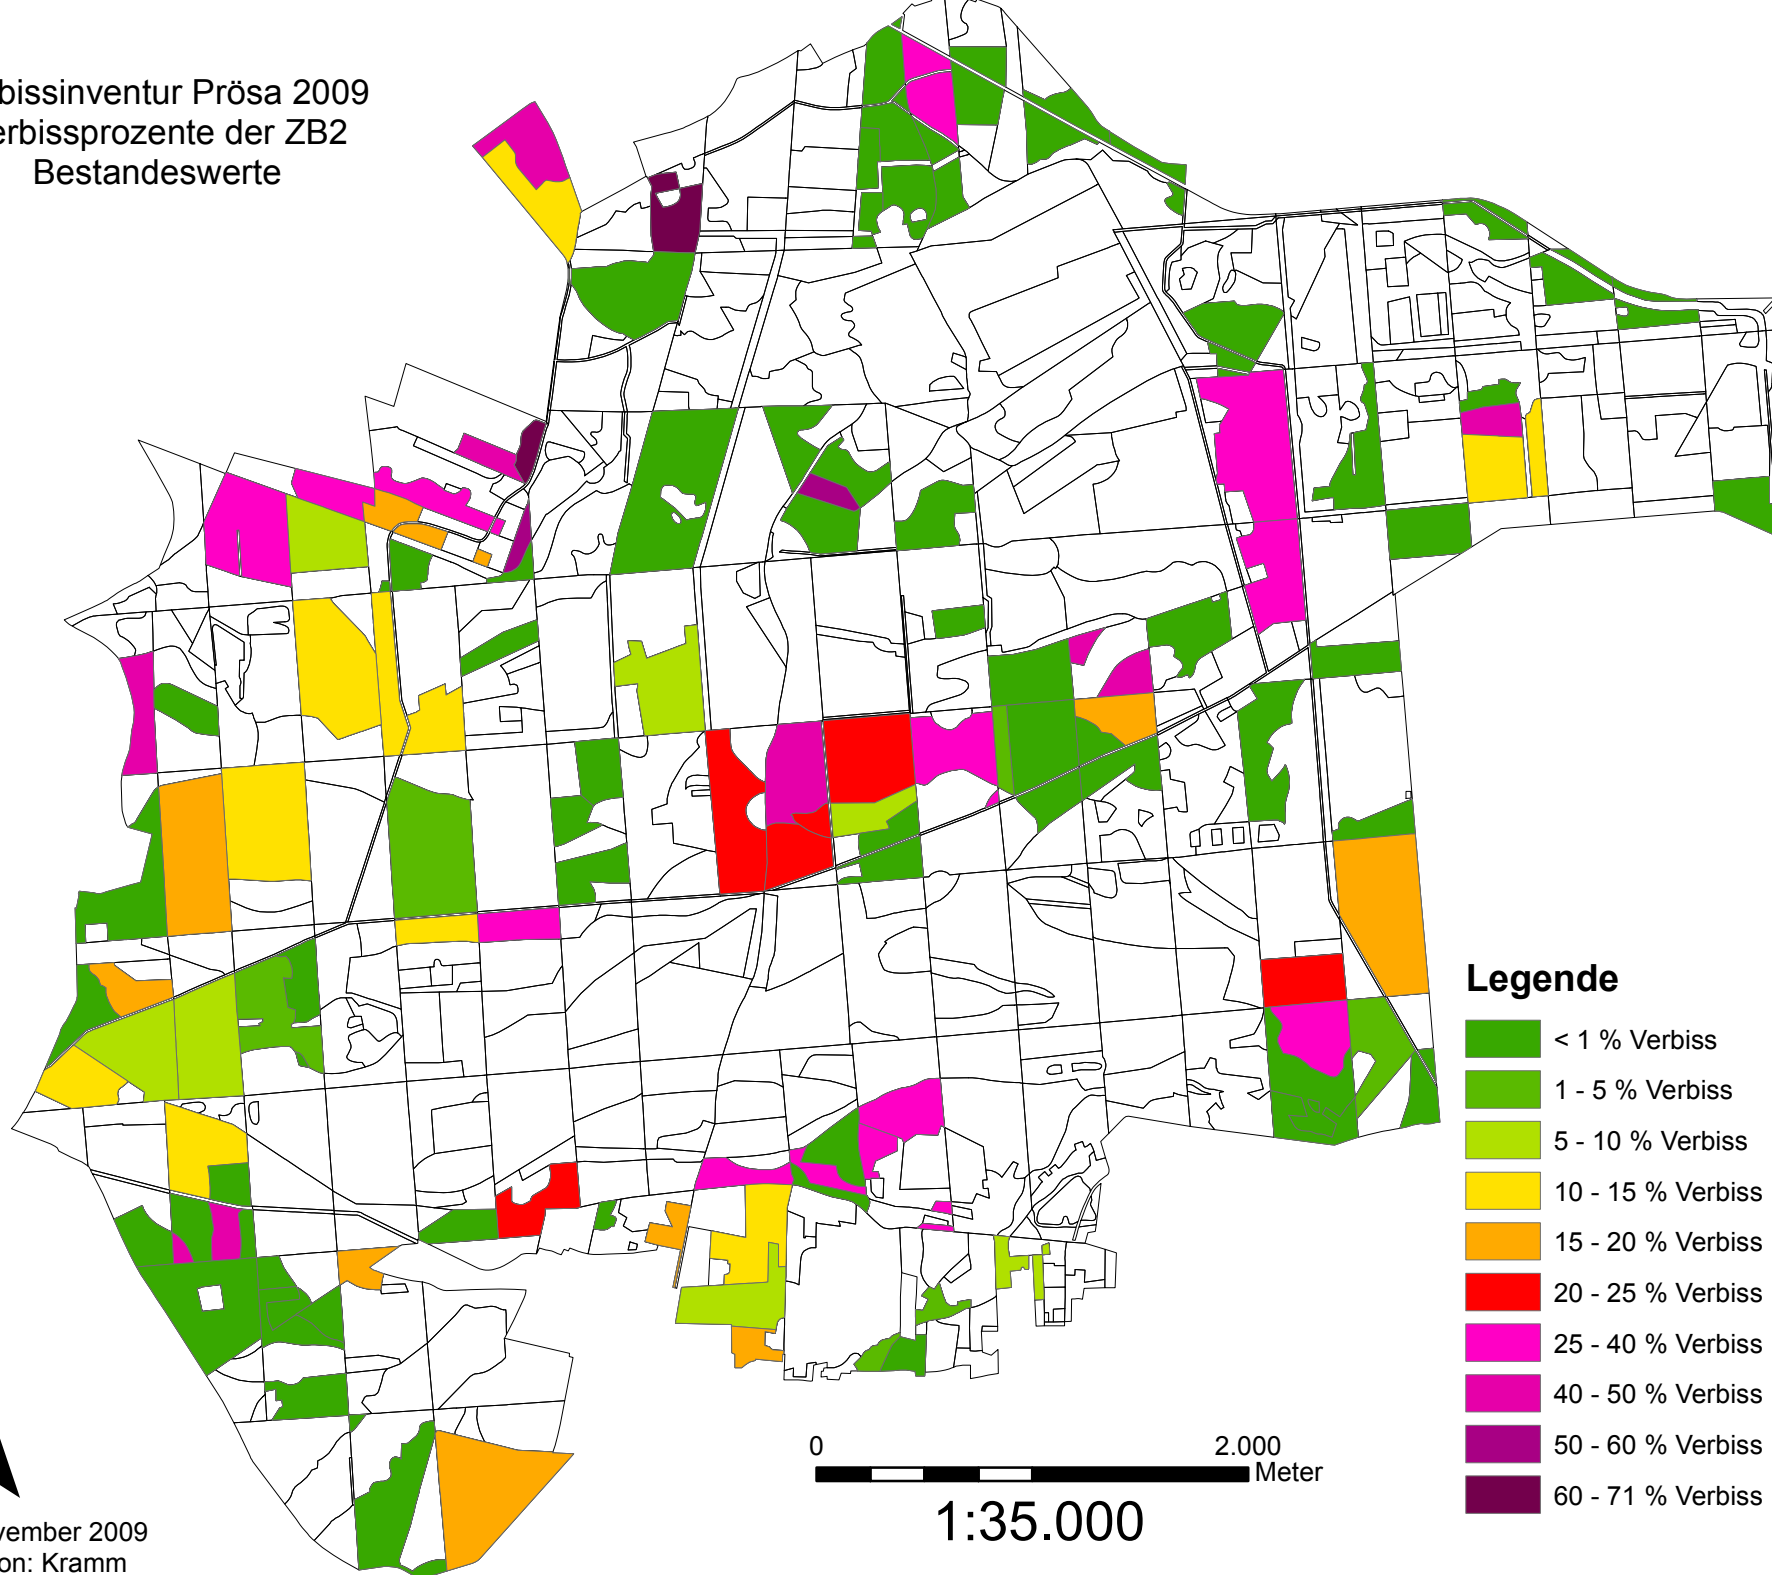 bissinventur Prösa 2009
erbissprozente der ZB2
Bestandeswerte
Legende
< 1 % Verbiss
1 - 5 % Verbiss
5 - 10 % Verbiss
10 - 15 % Verbiss
15 - 20 % Verbiss
20 - 25 % Verbiss
25 - 40 % Verbiss
40 - 50 % Verbiss
50 - 60 % Verbiss
60 - 71 % Verbiss
0 2.000
Meter
1:35.000
vember 2009
on: Kramm